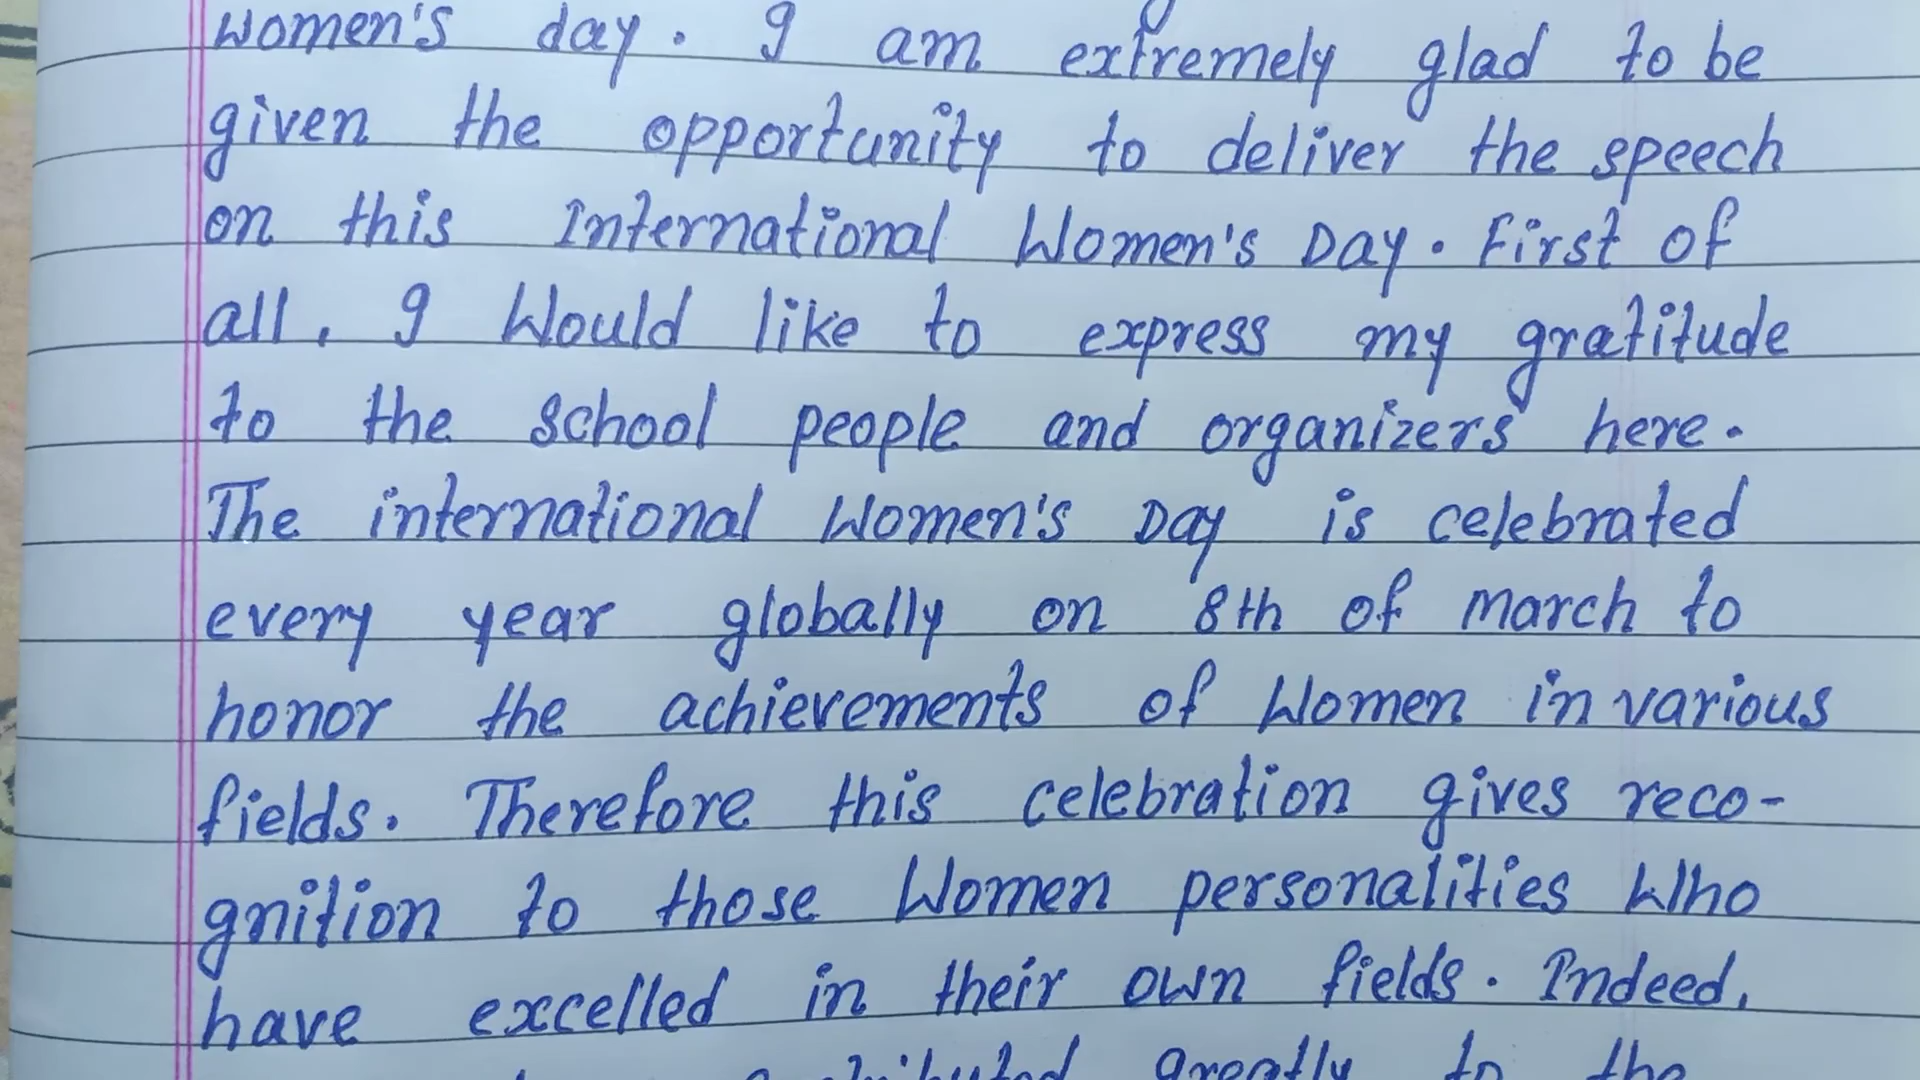 women's day. I am extremely glad to be
given the opportunity to deliver the speech
on this International Women's Day. First of
all, I Would like to express my gratitude
to the school people and organizers here.
The international Women's Day is celebrated
every year globally on 8th of march to
honor the achievements of Women in various
fields. Therefore this celebration gives reco-
gnition to those Women personalities Who
have excelled in their own fields. Indeed,
greatly to the